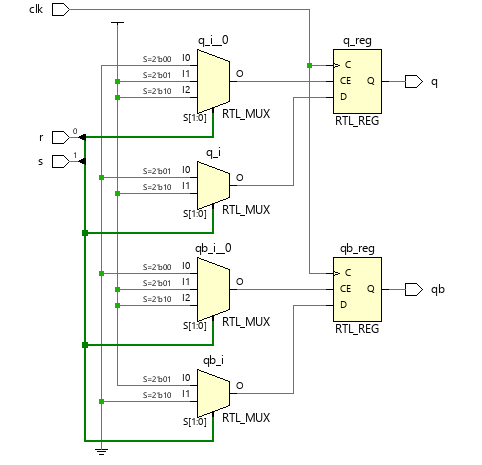 clk
q_i__0
q_reg
S=2'b00 I0
S=2'b01 I1 O
S=2'b10 I2
S[1:0] RTL_MUX
C
CE Q q
D
RTL_REG
r 0
s 1
q_i
S=2'b01 I0 O
S=2'b10 I1
S[1:0] RTL_MUX
qb_i__0
qb_reg
S=2'b00 I0
S=2'b01 I1 O
S=2'b10 I2
S[1:0] RTL_MUX
C
CE Q qb
D
RTL_REG
qb_i
S=2'b01 I0 O
S=2'b10 I1
S[1:0] RTL_MUX